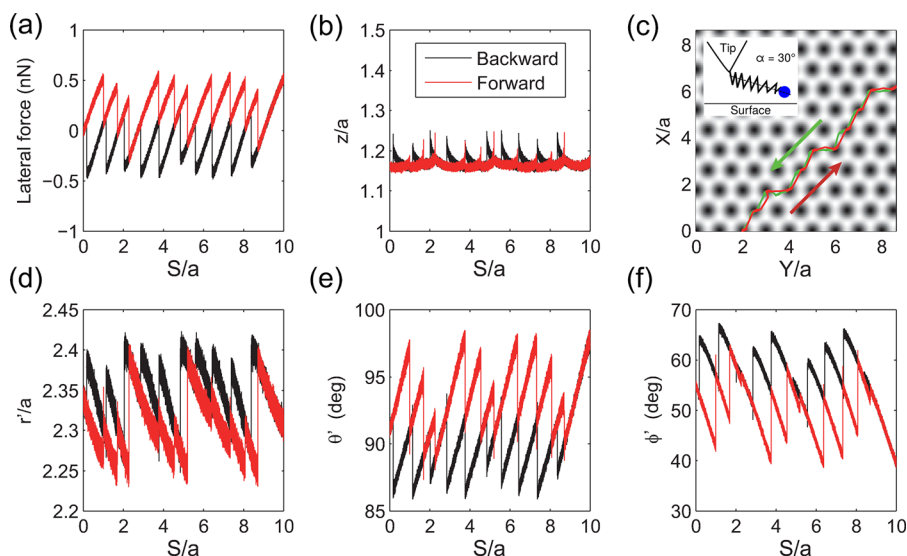 (a)
Lateral force (nN)
1
0.5
0
−0.5
−1
0 2 4 6 8 10
S/a
(b)
z/a
1.5
1.4
1.3
1.2
1.1
1
0 2 4 6 8 10
S/a
Backward
Forward
(c)
X/a
8
6
4
2
0
0 2 4 6 8
Y/a
Tip
α = 30°
Surface
(d)
r'/a
2.45
2.4
2.35
2.3
2.25
2.2
0 2 4 6 8 10
S/a
(e)
θ' (deg)
100
95
90
85
0 2 4 6 8 10
S/a
(f)
ϕ' (deg)
70
60
50
40
30
0 2 4 6 8 10
S/a